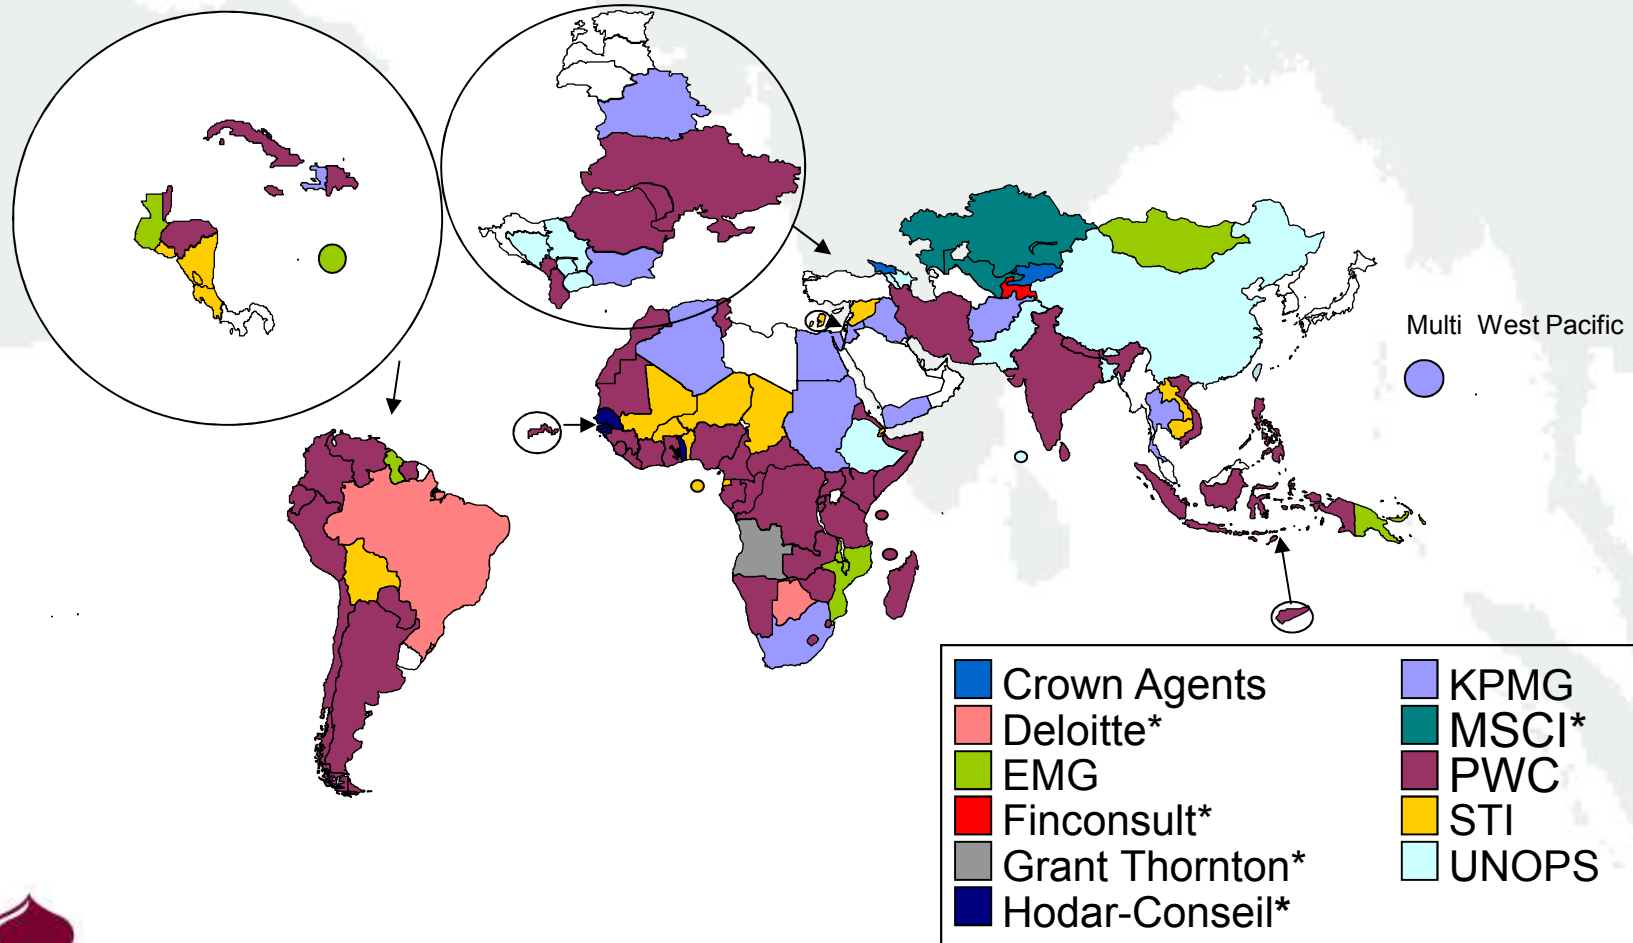 Multi West Pacific
Crown Agents
Deloitte*
EMG
Finconsult*
Grant Thornton*
Hodar-Conseil*
KPMG
MSCI*
PWC
STI
UNOPS